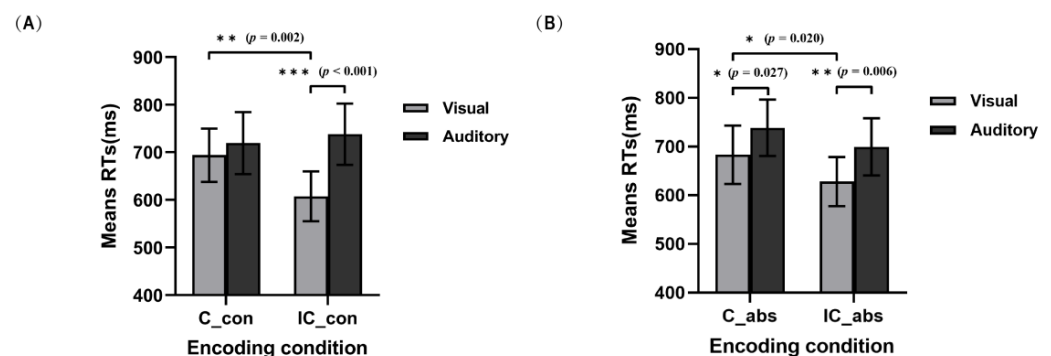 (A)
** (p = 0.002)
*** (p < 0.001)
900
800
700
600
500
400
Means RTs(ms)
C_con IC_con
Encoding condition
Visual
Auditory
(B)
* (p = 0.020)
* (p = 0.027) ** (p = 0.006)
900
800
700
600
500
400
Means RTs(ms)
C_abs IC_abs
Encoding condition
Visual
Auditory